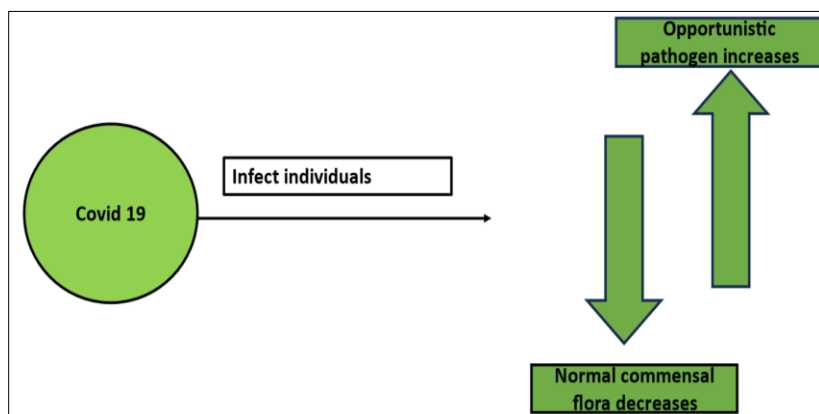 Opportunistic
pathogen increases
Infect individuals
Covid 19
Normal commensal
flora decreases